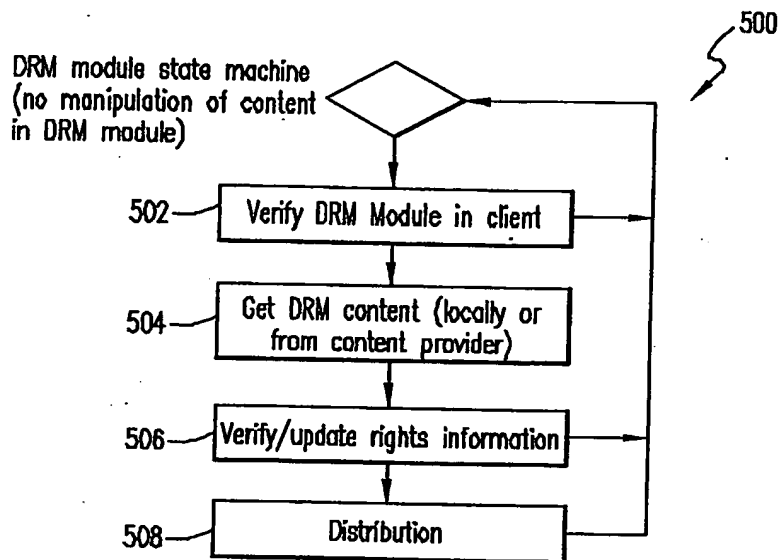 500
DRM module state machine
(no manipulation of content
in DRM module)
502
Verify DRM Module in client
504
Get DRM content (locally or
from content provider)
506
Verify/update rights information
508
Distribution